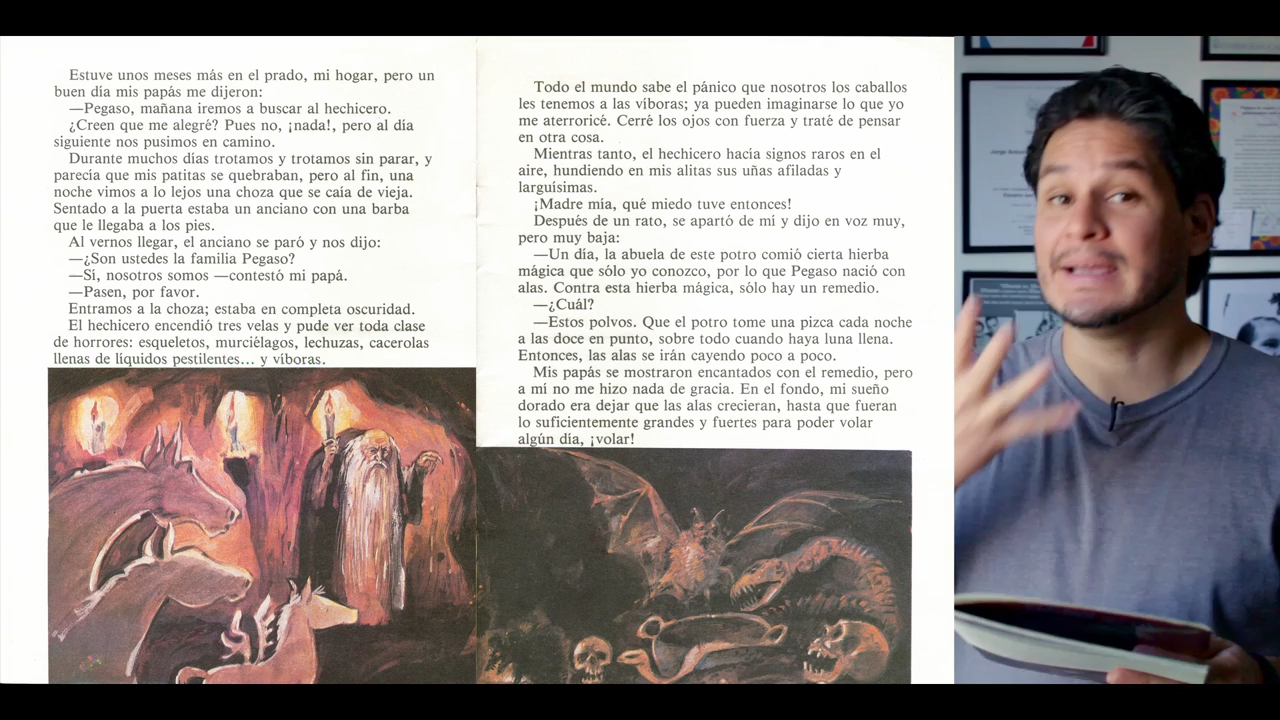 Estuve unos meses más en el prado, mi hogar, pero un
buen día mis papás me dijeron:
—Pegaso, mañana iremos a buscar al hechicero.
¿Creen que me alegré? Pues no, ¡nada!, pero al día
siguiente nos pusimos en camino.
Durante muchos días trotamos y trotamos sin parar, y
parecía que mis patitas se quebraban, pero al fin, una
noche vimos a lo lejos una choza que se caía de vieja.
Sentado a la puerta estaba un anciano con una barba
que le llegaba a los pies.
Al vernos llegar, el anciano se paró y nos dijo:
—¿Son ustedes la familia Pegaso?
—Sí, nosotros somos —contestó mi papá.
—Pasen, por favor.
Entramos a la choza; estaba en completa oscuridad.
El hechicero encendió tres velas y pude ver toda clase
de horrores: esqueletos, murciélagos, lechuzas, cacerolas
llenas de líquidos pestilentes... y víboras.
Todo el mundo sabe el pánico que nosotros los caballos
les tenemos a las víboras; ya pueden imaginarse lo que yo
me aterroricé. Cerré los ojos con fuerza y traté de pensar
en otra cosa.
Mientras tanto, el hechicero hacía signos raros en el
aire, hundiendo en mis alitas sus uñas afiladas y
larguísimas.
¡Madre mía, qué miedo tuve entonces!
Después de un rato, se apartó de mí y dijo en voz muy,
pero muy baja:
—Un día, la abuela de este potro comió cierta hierba
mágica que sólo yo conozco, por lo que Pegaso nació con
alas. Contra esta hierba mágica, sólo hay un remedio.
—¿Cuál?
—Estos polvos. Que el potro tome una pizca cada noche
a las doce en punto, sobre todo cuando haya luna llena.
Entonces, las alas se irán cayendo poco a poco.
Mis papás se mostraron encantados con el remedio, pero
a mí no me hizo nada de gracia. En el fondo, mi sueño
dorado era dejar que las alas crecieran, hasta que fueran
lo suficientemente grandes y fuertes para poder volar
algún día, ¡volar!